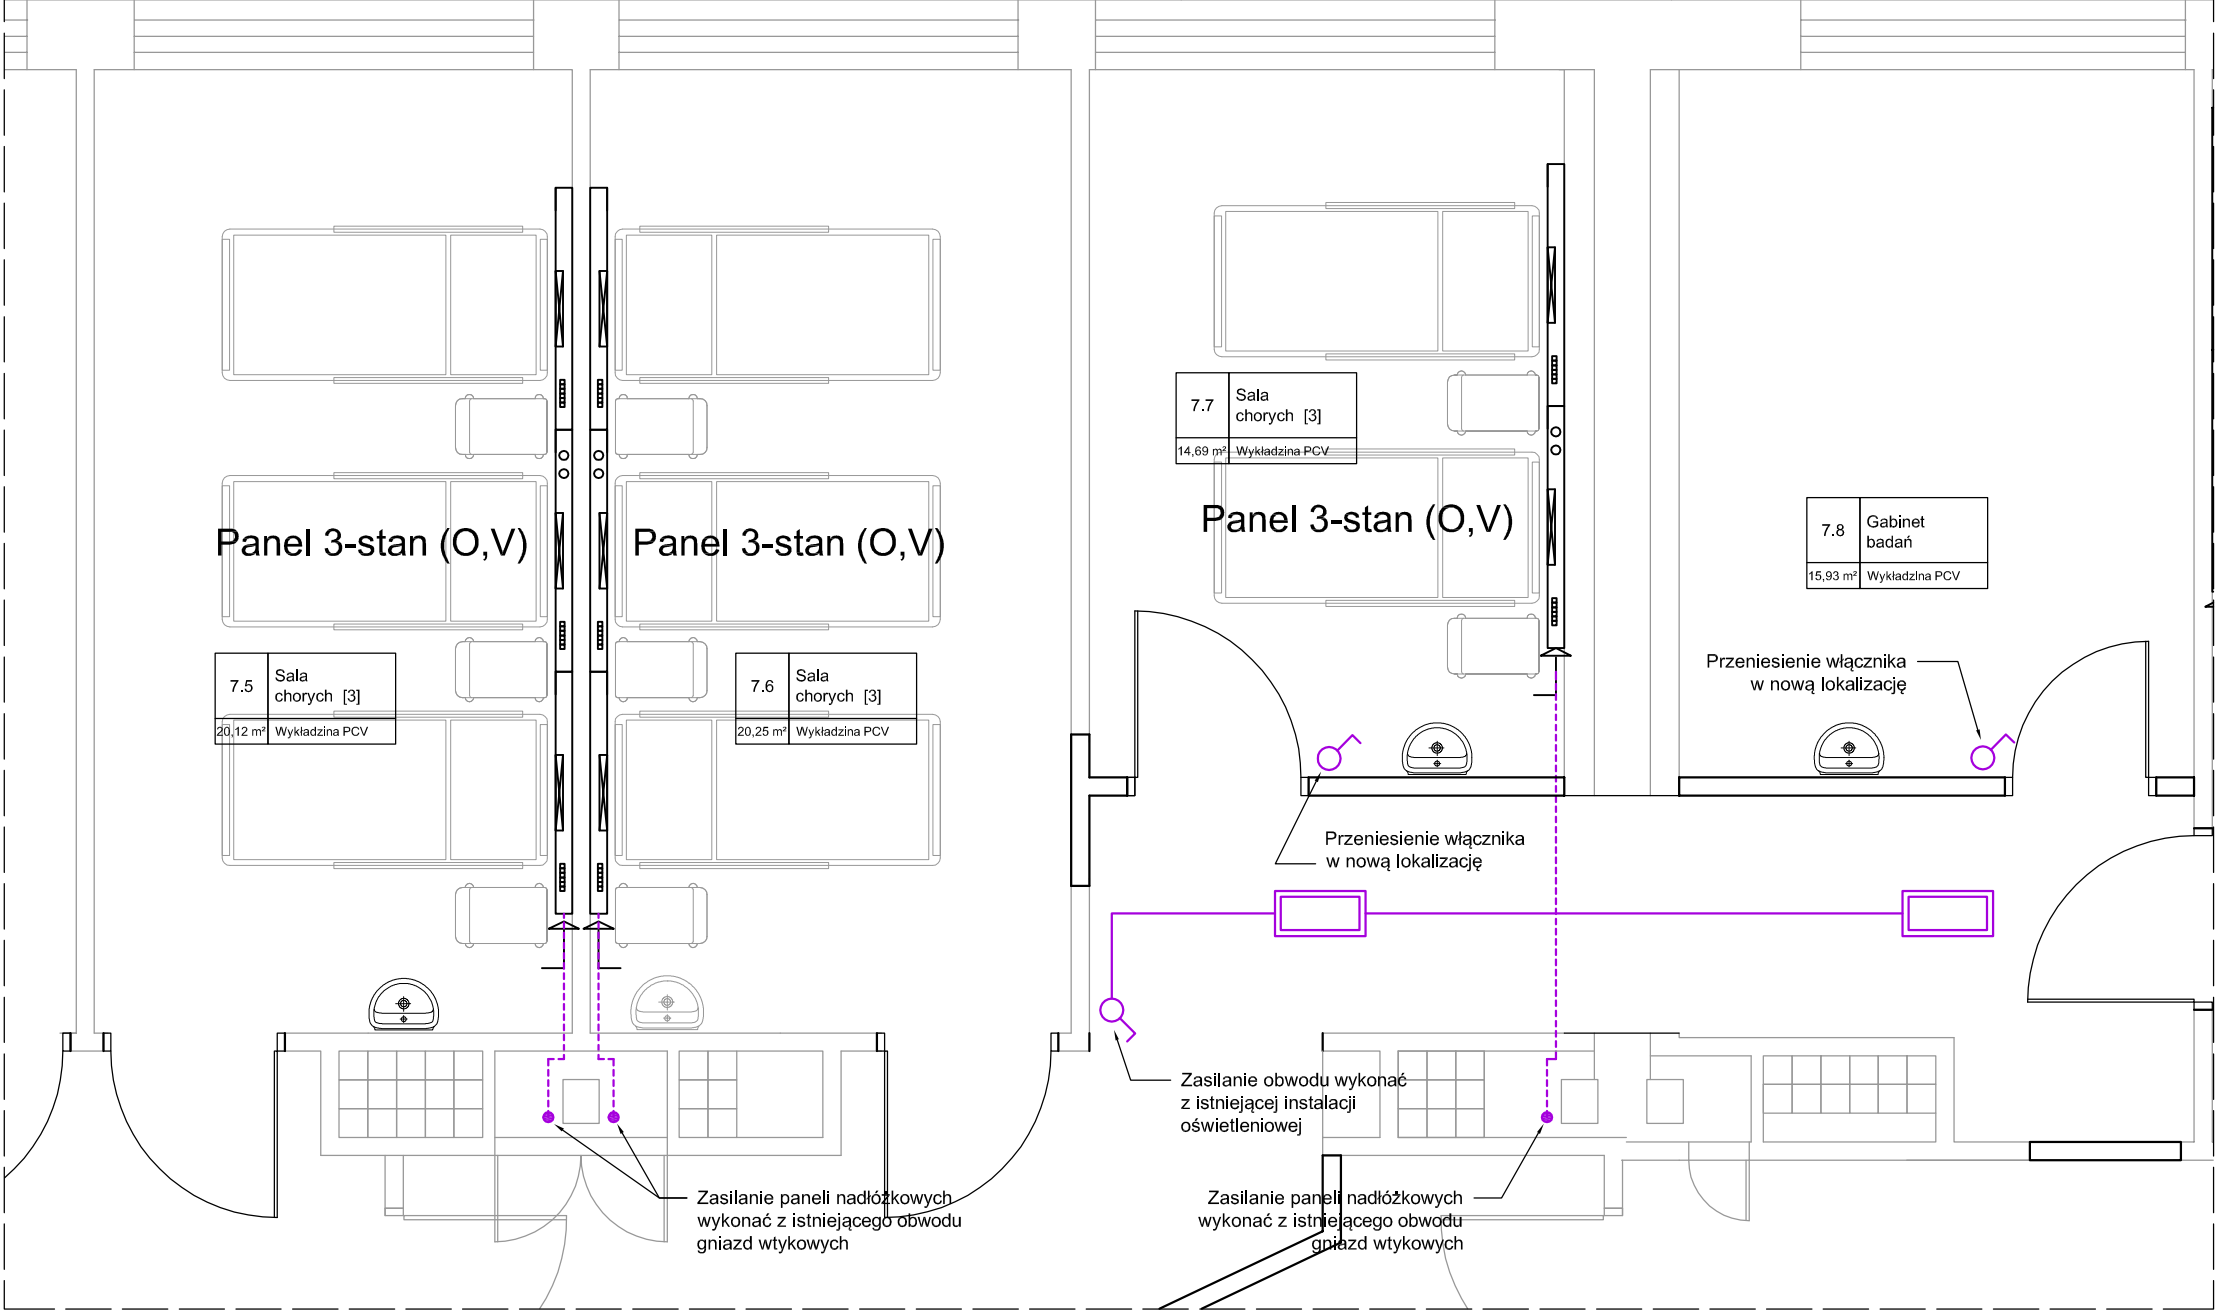 Panel 3-stan (O,V)
Panel 3-stan (O,V)
7.5
Sala
chorych [3]
20,12 m²
Wykładzina PCV
7.6
Sala
chorych [3]
20,25 m²
Wykładzina PCV
7.7
Sala
chorych [3]
14,69 m²
Wykładzina PCV
Panel 3-stan (O,V)
7.8
Gabinet
badań
15,93 m²
Wykładzina PCV
Przeniesienie włącznika
w nową lokalizację
Przeniesienie włącznika
w nową lokalizację
Zasilanie obwodu wykonać
z istniejącej instalacji
oświetleniowej
Zasilanie paneli nadłóżkowych
wykonać z istniejącego obwodu
gniazd wtykowych
Zasilanie paneli nadłóżkowych
wykonać z istniejącego obwodu
gniazd wtykowych